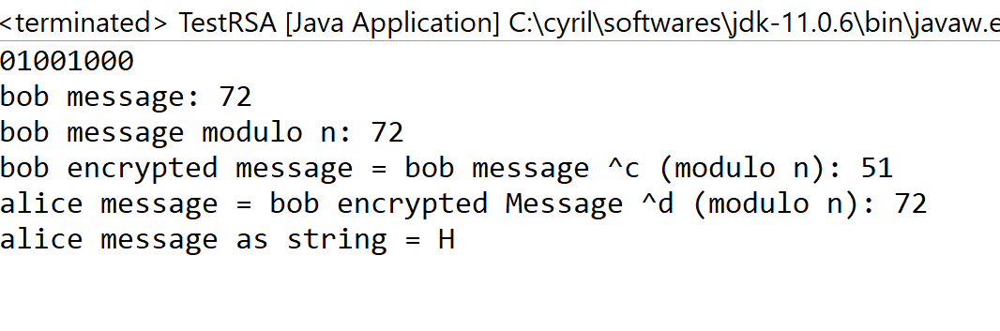 <terminated> TestRSA [Java Application] C:\cyril\softwares\jdk-11.0.6\bin\javaw.e
01001000
bob message: 72
bob message modulo n: 72
bob encrypted message = bob message ^c (modulo n): 51
alice message = bob encrypted Message ^d (modulo n): 72
alice message as string = H